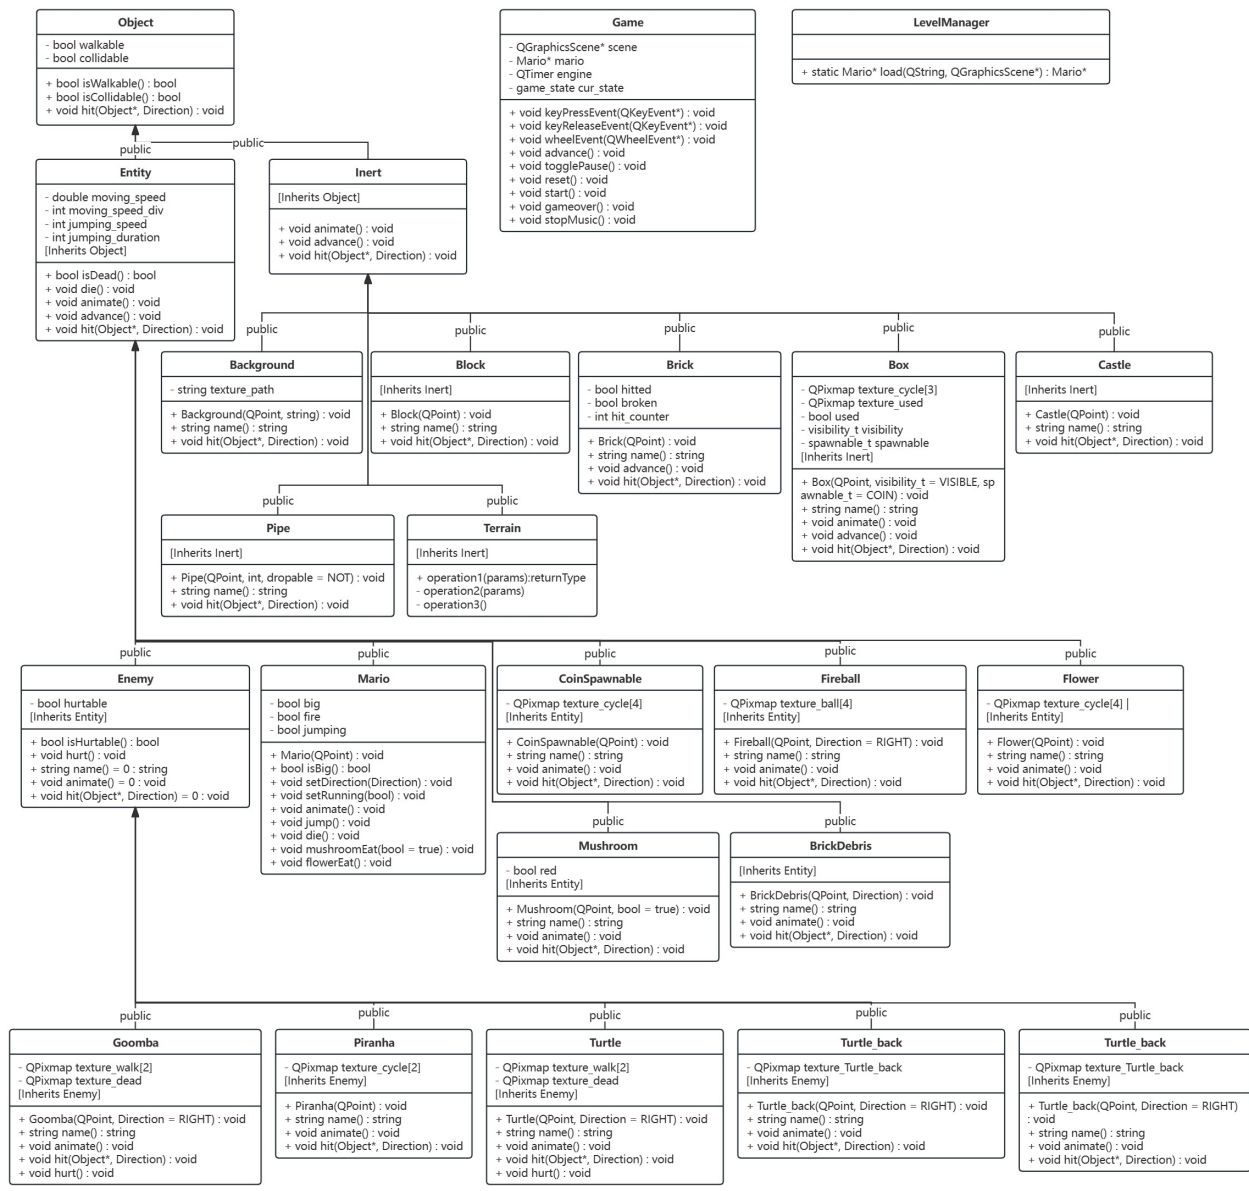 Object
- bool walkable
- bool collidable
+ bool isWalkable() : bool
+ bool isCollidable() : bool
+ void hit(Object*, Direction) : void
Game
- QGraphicsScene* scene
- Mario* mario
- QTimer engine
- game_state cur_state
+ void keyPressEvent(QKeyEvent*) : void
+ void keyReleaseEvent(QKeyEvent*) : void
+ void wheelEvent(QWheelEvent*) : void
+ void advance() : void
+ void togglePause() : void
+ void reset() : void
+ void start() : void
+ void gameover() : void
+ void stopMusic() : void
LevelManager
+ static Mario* load(QString, QGraphicsScene*) : Mario*
public
public
Entity
- double moving_speed
- int moving_speed_div
- int jumping_speed
- int jumping_duration
[Inherits Object]
+ bool isDead() : bool
+ void die() : void
+ void animate() : void
+ void advance() : void
+ void hit(Object*, Direction) : void
Inert
[Inherits Object]
+ void animate() : void
+ void advance() : void
+ void hit(Object*, Direction) : void
public
public
public
public
public
Background
- string texture_path
+ Background(QPoint, string) : void
+ string name() : string
+ void hit(Object*, Direction) : void
Block
[Inherits Inert]
+ Block(QPoint) : void
+ string name() : string
+ void hit(Object*, Direction) : void
Brick
- bool hitted
- bool broken
- int hit_counter
+ Brick(QPoint) : void
+ string name() : string
+ void advance() : void
+ void hit(Object*, Direction) : void
Box
- QPixmap texture_cycle[3]
- QPixmap texture_used
- bool used
- visibility_t visibility
- spawnable_t spawnable
[Inherits Inert]
+ Box(QPoint, visibility_t = VISIBLE, sp
awnable_t = COIN) : void
+ string name() : string
+ void animate() : void
+ void advance() : void
+ void hit(Object*, Direction) : void
Castle
[Inherits Inert]
+ Castle(QPoint) : void
+ string name() : string
+ void hit(Object*, Direction) : void
public
public
Pipe
[Inherits Inert]
+ Pipe(QPoint, int, dropable = NOT) : void
+ string name() : string
+ void hit(Object*, Direction) : void
Terrain
[Inherits Inert]
+ operation1(params):returnType
- operation2(params)
- operation3()
public
public
public
public
public
Enemy
- bool hurtable
[Inherits Entity]
+ bool isHurtable() : bool
+ void hurt() : void
+ string name() = 0 : string
+ void animate() = 0 : void
+ void hit(Object*, Direction) = 0 : void
Mario
- bool big
- bool fire
- bool jumping
+ Mario(QPoint) : void
+ bool isBig() : bool
+ void setDirection(Direction) : void
+ void setRunning(bool) : void
+ void animate() : void
+ void jump() : void
+ void die() : void
+ void mushroomEat(bool = true) : void
+ void flowerEat() : void
CoinSpawnable
- QPixmap texture_cycle[4]
[Inherits Entity]
+ CoinSpawnable(QPoint) : void
+ string name() : string
+ void animate() : void
+ void hit(Object*, Direction) : void
Fireball
- QPixmap texture_ball[4]
[Inherits Entity]
+ Fireball(QPoint, Direction = RIGHT) : void
+ string name() : string
+ void animate() : void
+ void hit(Object*, Direction) : void
Flower
- QPixmap texture_cycle[4] |
[Inherits Entity]
+ Flower(QPoint) : void
+ string name() : string
+ void animate() : void
+ void hit(Object*, Direction) : void
public
public
Mushroom
- bool red
[Inherits Entity]
+ Mushroom(QPoint, bool = true) : void
+ string name() : string
+ void animate() : void
+ void hit(Object*, Direction) : void
BrickDebris
[Inherits Entity]
+ BrickDebris(QPoint, Direction) : void
+ string name() : string
+ void animate() : void
+ void hit(Object*, Direction) : void
public
public
public
public
public
Goomba
- QPixmap texture_walk[2]
- QPixmap texture_dead
[Inherits Enemy]
+ Goomba(QPoint, Direction = RIGHT) : void
+ string name() : string
+ void animate() : void
+ void hit(Object*, Direction) : void
+ void hurt() : void
Piranha
- QPixmap texture_cycle[2]
[Inherits Enemy]
+ Piranha(QPoint) : void
+ string name() : string
+ void animate() : void
+ void hit(Object*, Direction) : void
Turtle
- QPixmap texture_walk[2]
- QPixmap texture_dead
[Inherits Enemy]
+ Turtle(QPoint, Direction = RIGHT) : void
+ string name() : string
+ void animate() : void
+ void hit(Object*, Direction) : void
+ void hurt() : void
Turtle_back
- QPixmap texture_Turtle_back
[Inherits Enemy]
+ Turtle_back(QPoint, Direction = RIGHT) : void
+ string name() : string
+ void animate() : void
+ void hit(Object*, Direction) : void
Turtle_back
- QPixmap texture_Turtle_back
[Inherits Enemy]
+ Turtle_back(QPoint, Direction = RIGHT)
: void
+ string name() : string
+ void animate() : void
+ void hit(Object*, Direction) : void